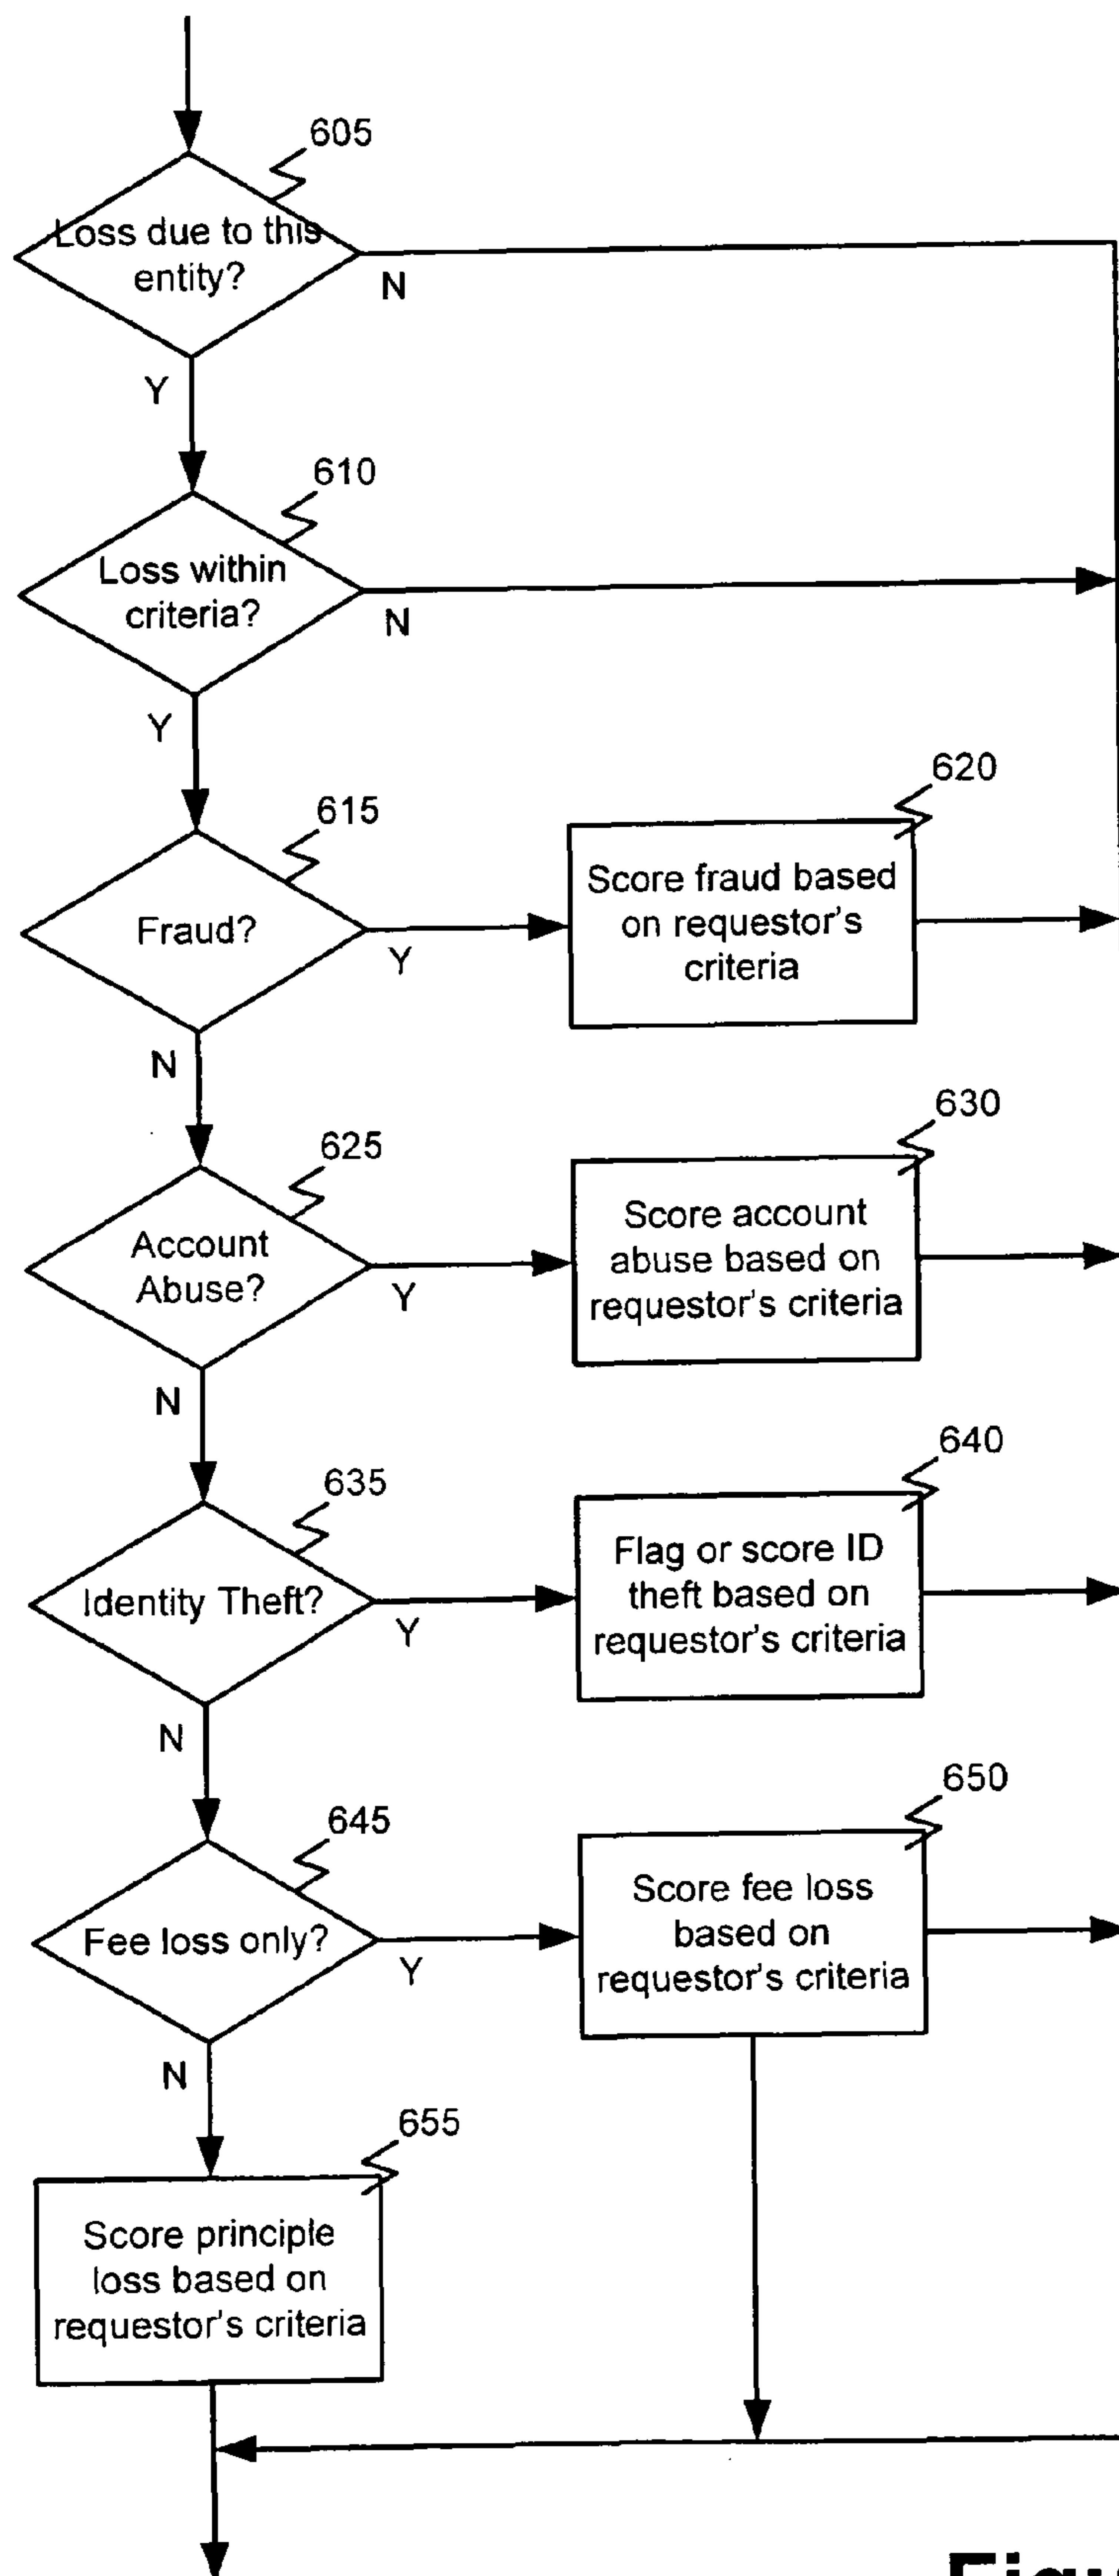 605
Loss due to this
entity?
N
Y
610
Loss within
criteria?
N
Y
615
Fraud?
Y
N
620
Score fraud based
on requestor's
criteria
625
Account
Abuse?
Y
N
630
Score account
abuse based on
requestor's criteria
635
Identity Theft?
Y
N
640
Flag or score ID
theft based on
requestor's criteria
645
Fee loss only?
Y
N
650
Score fee loss
based on
requestor's criteria
655
Score principle
loss based on
requestor's criteria